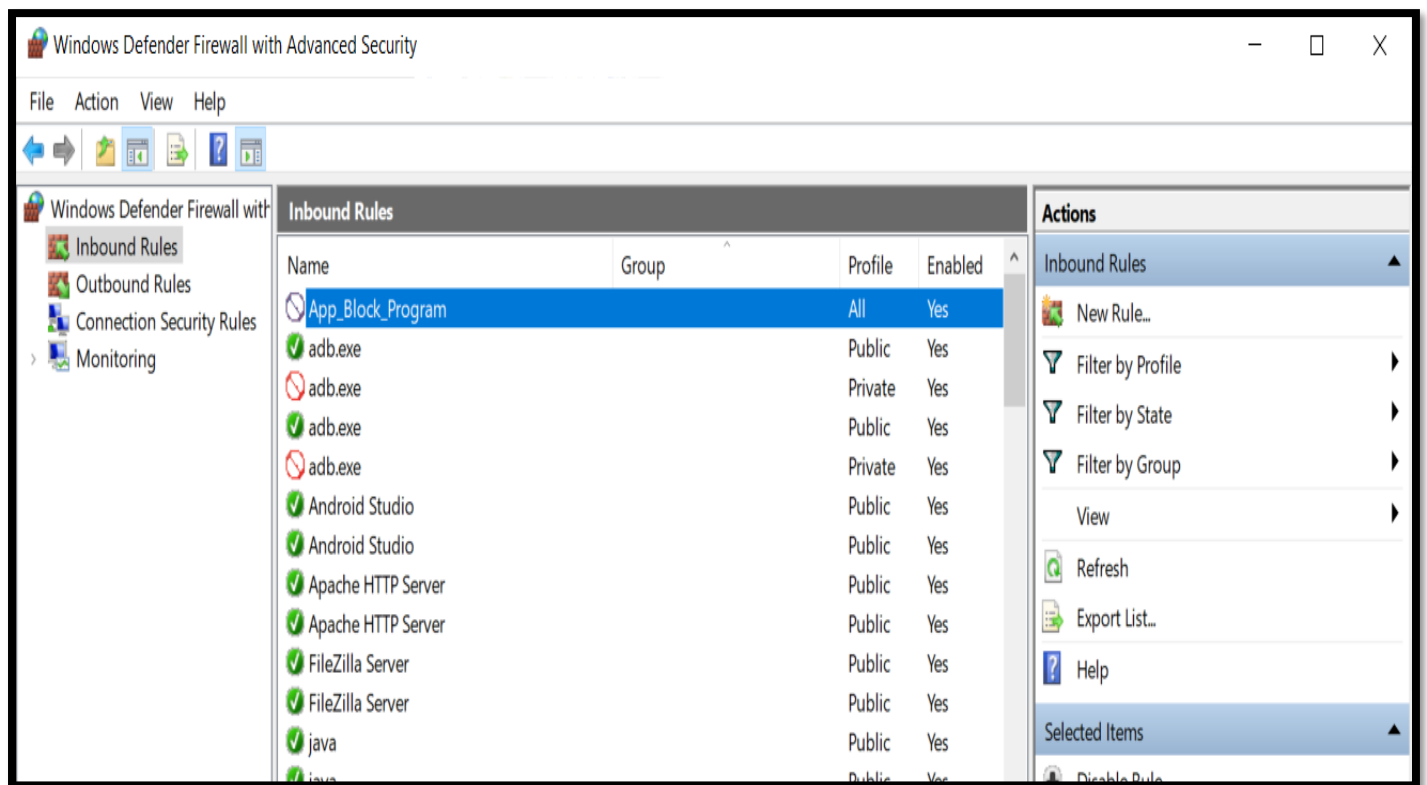 Windows Defender Firewall with Advanced Security
File Action View Help
Windows Defender Firewall with
Inbound Rules
Outbound Rules
Connection Security Rules
Monitoring
Inbound Rules
Name Group Profile Enabled
App_Block_Program All Yes
adb.exe Public Yes
adb.exe Private Yes
adb.exe Public Yes
adb.exe Private Yes
Android Studio Public Yes
Android Studio Public Yes
Apache HTTP Server Public Yes
Apache HTTP Server Public Yes
FileZilla Server Public Yes
FileZilla Server Public Yes
java Public Yes
java Public Yes
Actions
Inbound Rules
New Rule...
Filter by Profile
Filter by State
Filter by Group
View
Refresh
Export List...
Help
Selected Items
Disable Rule